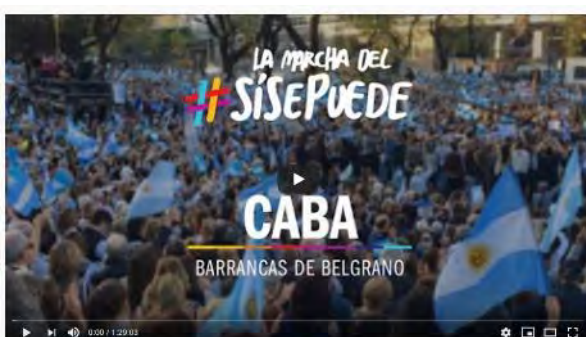 LA MARCHA DEL
#SÍSEPUEDE
CABA
BARRANCAS DE BELGRANO
0:00 / 1:29:03